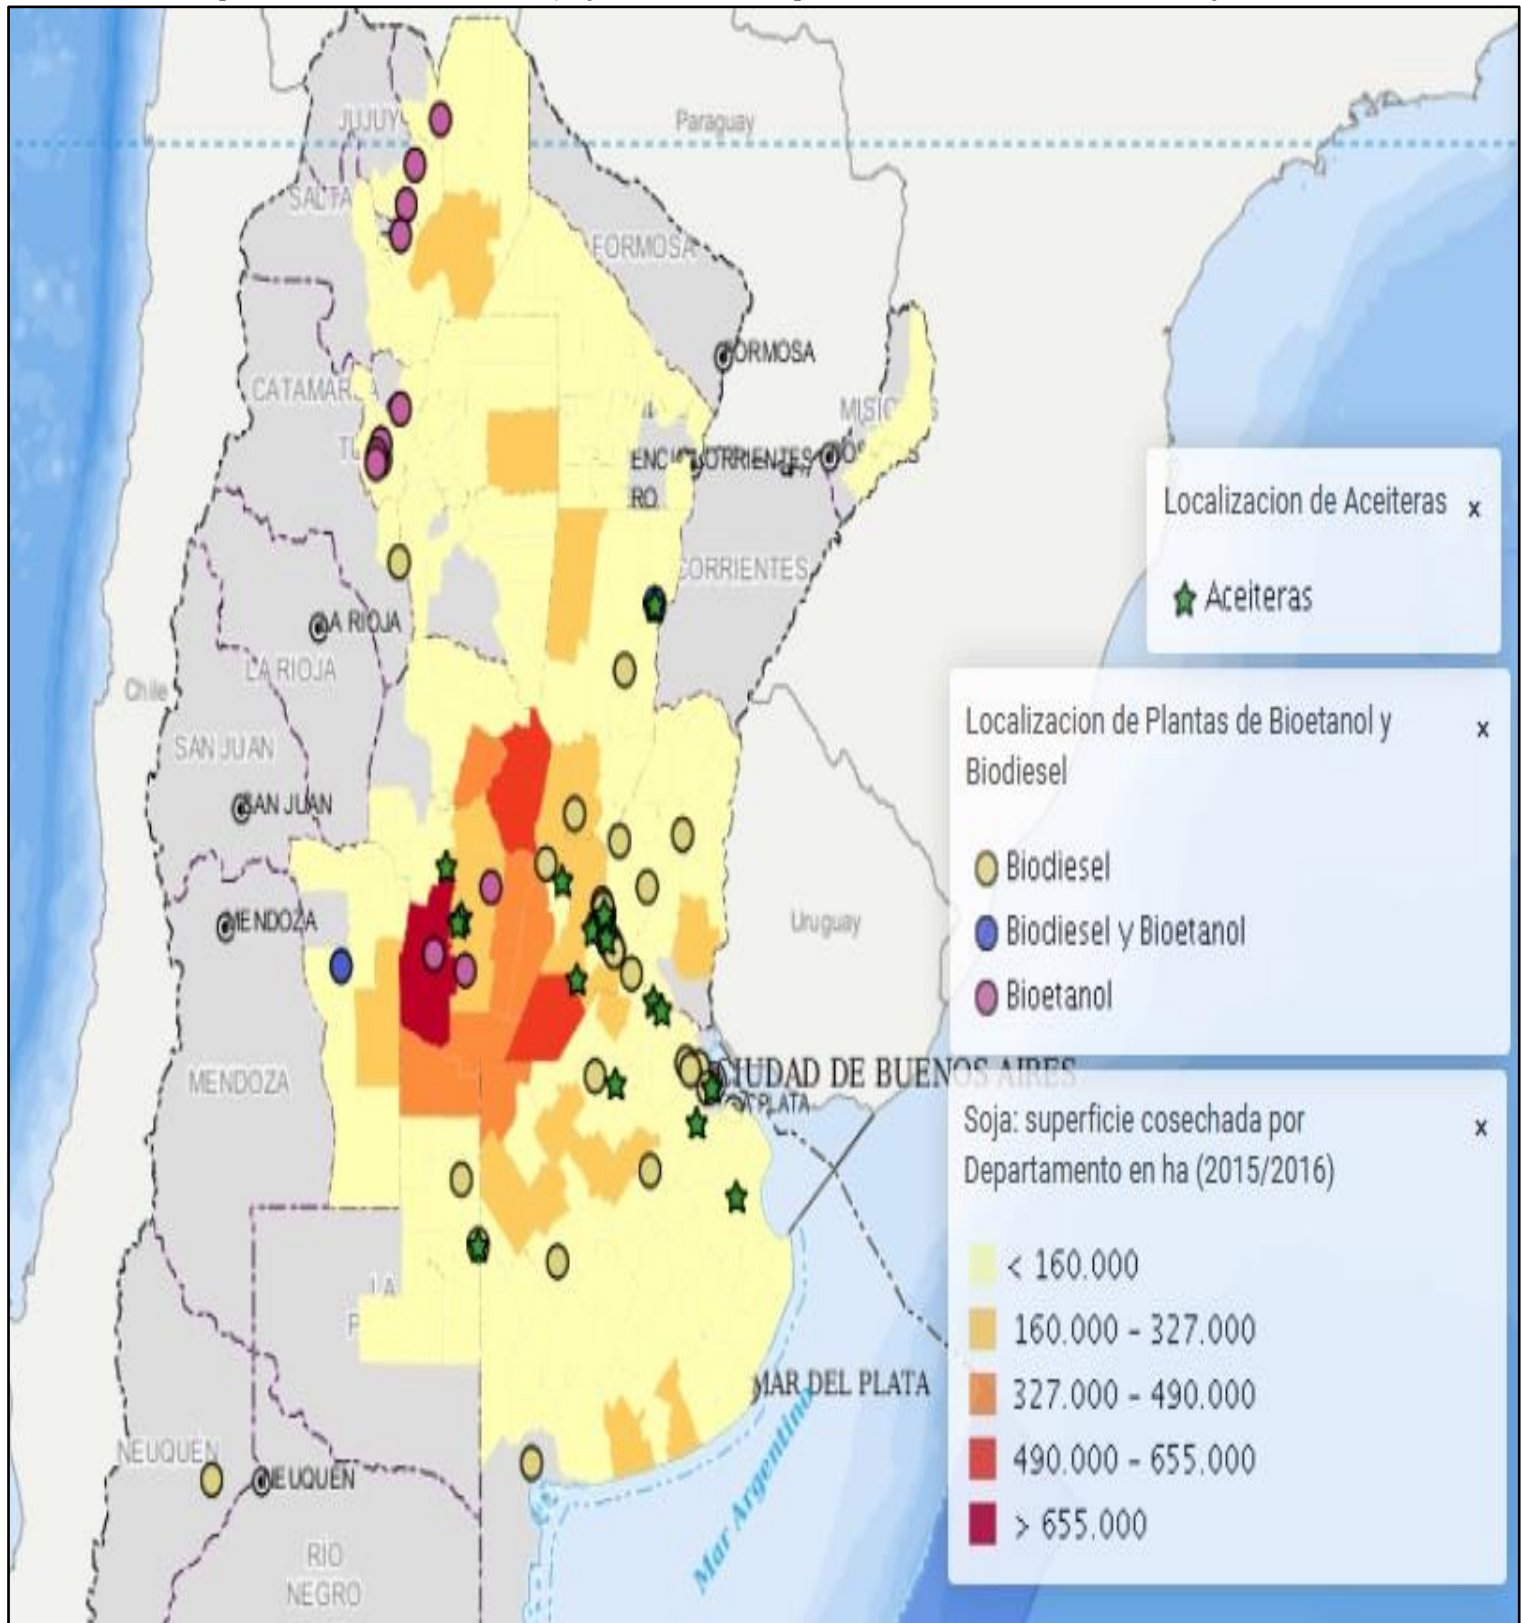 Paraguay
JUJUY
SALTA
FORMOSA
FORMOSA
CATAMAR
MISIO
CORRIENTES
CORRIENTES
Localizacion de Aceiteras x
Aceiteras
LA RIOJA
LA RIOJA
Chile
SAN JUAN
SAN JUAN
Localizacion de Plantas de Bioetanol y x
Biodiesel
Biodiesel
Biodiesel y Bioetanol
Bioetanol
MENDOZA
Uruguay
MENDOZA
CIUDAD DE BUENOS AIRES
PLATA
Soja: superficie cosechada por x
Departamento en ha (2015/2016)
< 160.000
160.000 - 327.000
327.000 - 490.000
490.000 - 655.000
> 655.000
LA
P
MAR DEL PLATA
Mar Argentino
NEUQUEN
NEUQUEN
RIO
NEGRO